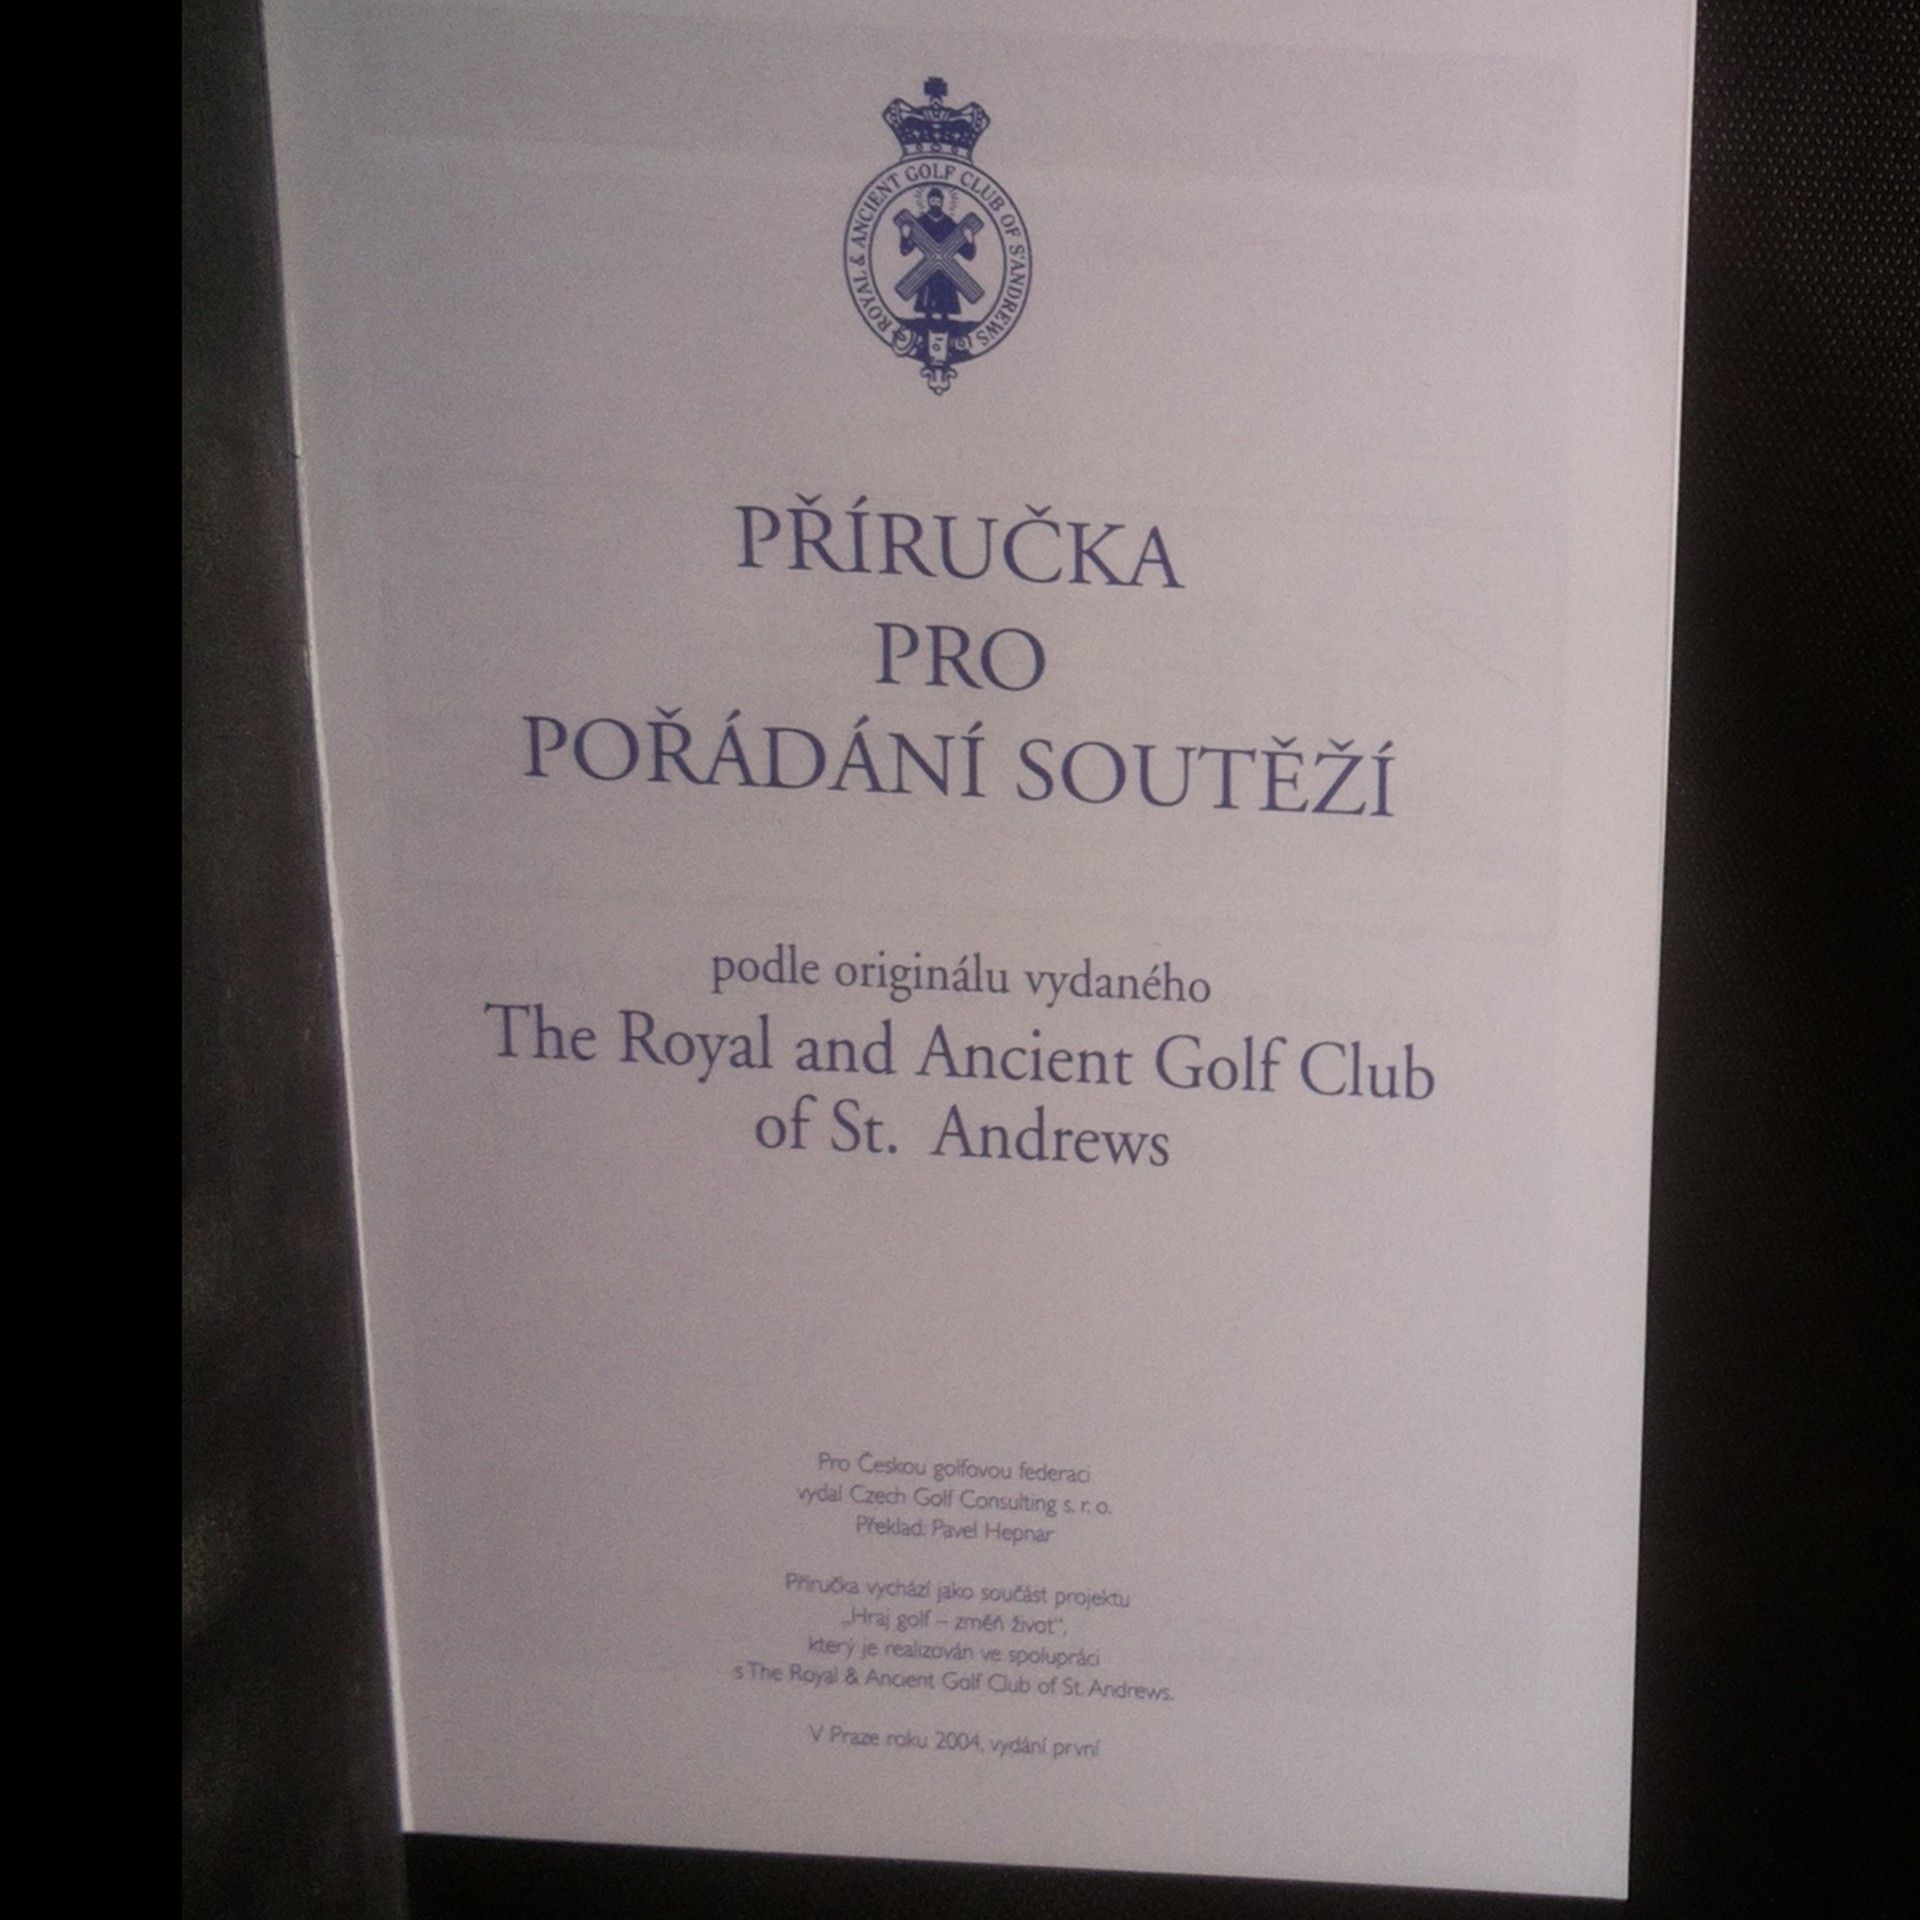 ROYAL & ANCIENT GOLF CLUB OF ST ANDREWS
PŘÍRUČKA
PRO
POŘÁDÁNÍ SOUTĚŽÍ
podle originálu vydaného
The Royal and Ancient Golf Club
of St. Andrews
Pro Českou golfovou federaci
vydal Czech Golf Consulting s. r. o.
Překlad: Pavel Hepnar
Příručka vychází jako součást projektu
„Hraj golf – změň život“,
který je realizován ve spolupráci
s The Royal & Ancient Golf Club of St. Andrews.
V Praze roku 2004, vydání první